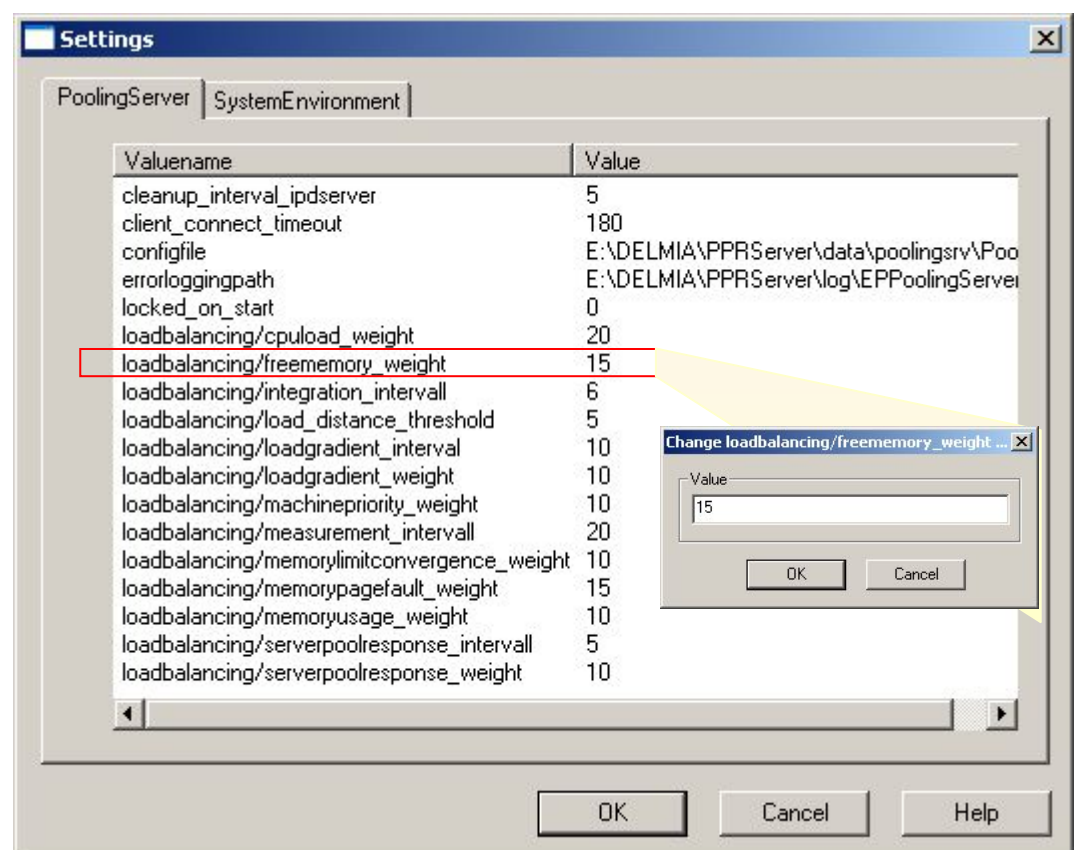 Settings
PoolingServer SystemEnvironment
Valuename Value
cleanup_interval_ipdserver 5
client_connect_timeout 180
configfile E:\DELMIA\PPRServer\data\poolingsrv\Poo
errorloggingpath E:\DELMIA\PPRServer\log\EPPoolingServer
locked_on_start 0
loadbalancing/cpuload_weight 20
loadbalancing/freememory_weight 15
loadbalancing/integration_intervall 6
loadbalancing/load_distance_threshold 5
loadbalancing/loadgradient_interval 10
loadbalancing/loadgradient_weight 10
loadbalancing/machinepriority_weight 10
loadbalancing/measurement_intervall 20
loadbalancing/memorylimitconvergence_weight 10
loadbalancing/memorypagefault_weight 15
loadbalancing/memoryusage_weight 10
loadbalancing/serverpoolresponse_intervall 5
loadbalancing/serverpoolresponse_weight 10
Change loadbalancing/freememory_weight ...
Value
15
OK Cancel
OK Cancel Help